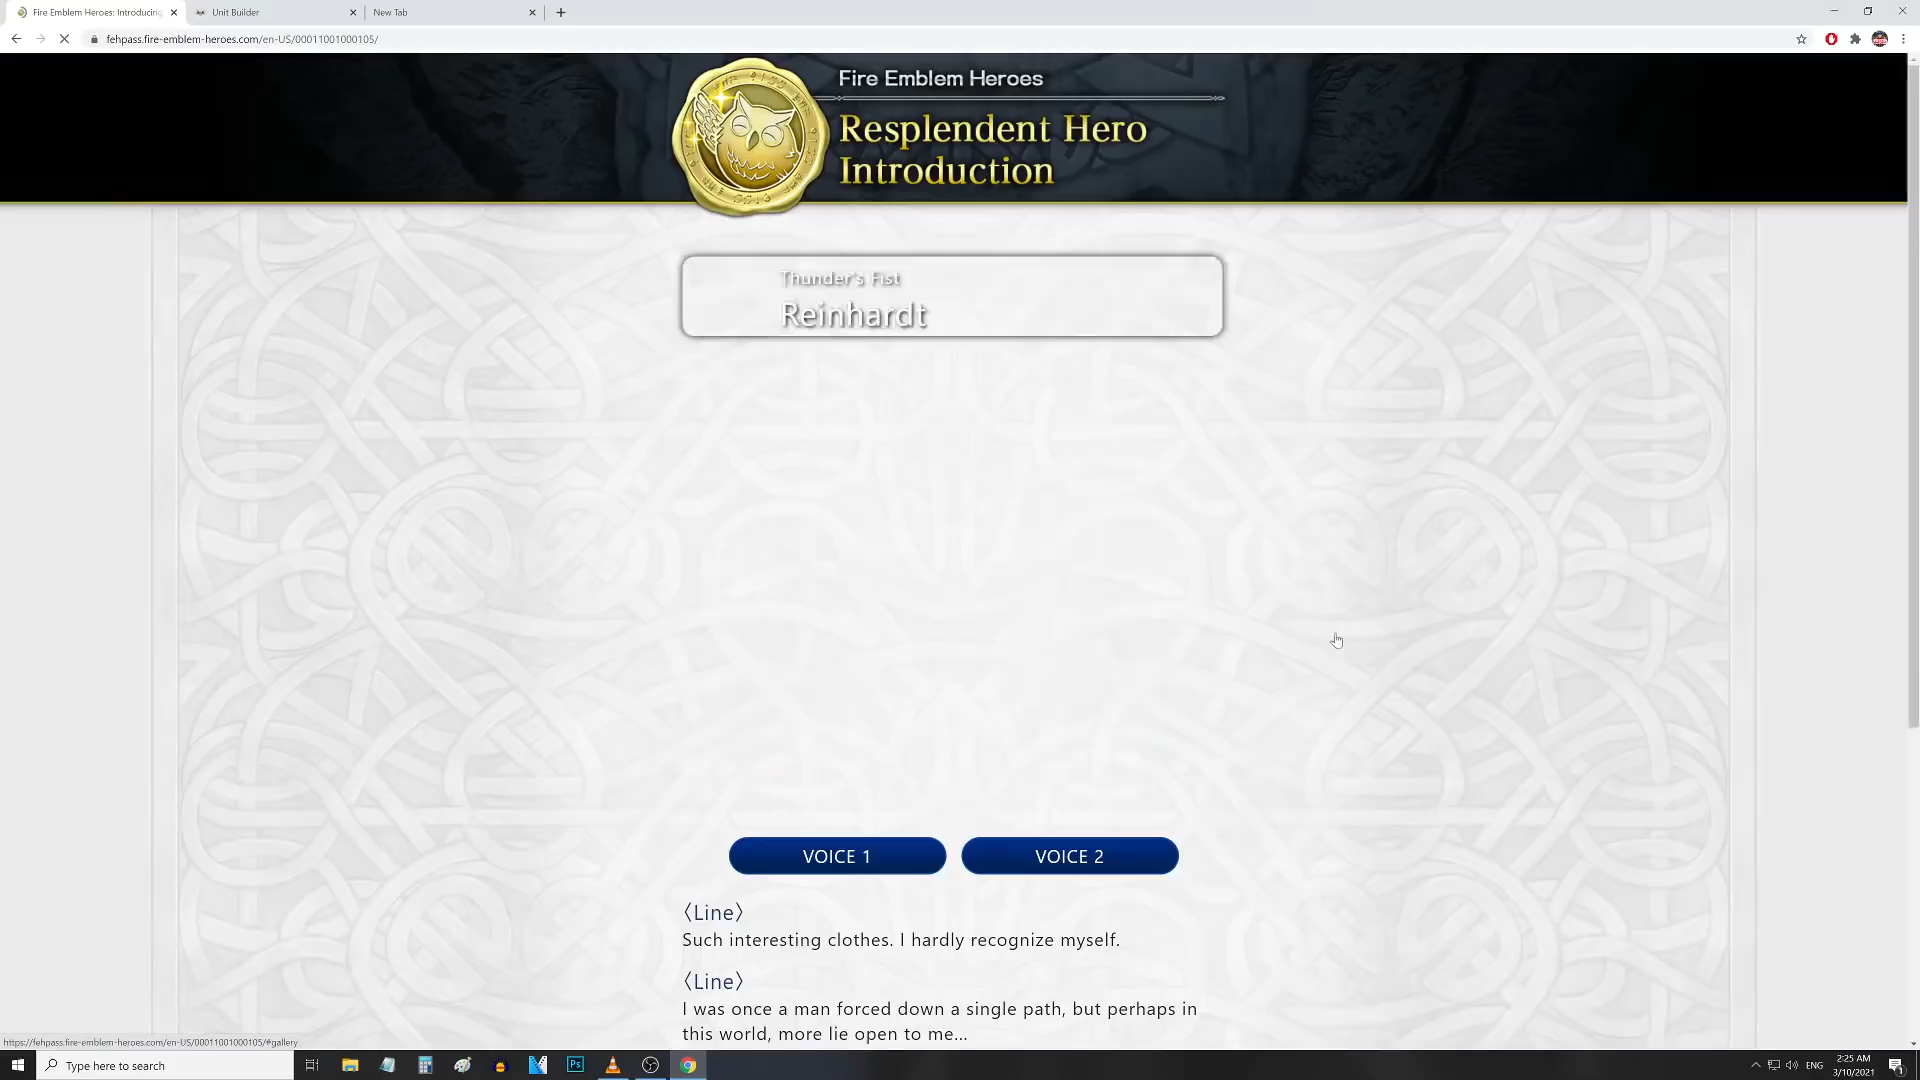 Fire Emblem Heroes: Introducing
Unit Builder
New Tab
fehpass.fire-emblem-heroes.com/en-US/00011001000105/
Fire Emblem Heroes
Resplendent Hero
Introduction
Thunder's Fist
Reinhardt
VOICE 1
VOICE 2
〈Line〉
Such interesting clothes. I hardly recognize myself.
〈Line〉
I was once a man forced down a single path, but perhaps in
this world, more lie open to me...
https://fehpass.fire-emblem-heroes.com/en-US/00011001000105/#gallery
Type here to search
Ps
ENG
2:25 AM
3/10/2021
1